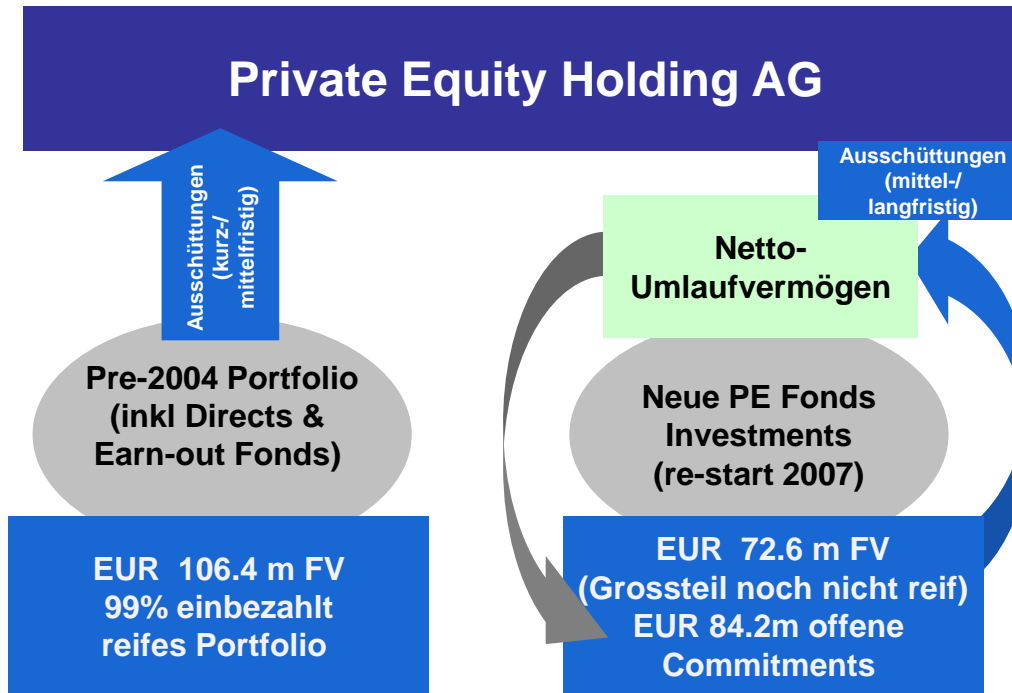 Private Equity Holding AG
Ausschüttungen
(kurz-/
mittelfristig)
Pre-2004 Portfolio
(inkl Directs &
Earn-out Fonds)
EUR 106.4 m FV
99% einbezahlt
reifes Portfolio
Ausschüttungen
(mittel-/
langfristig)
Netto-
Umlaufvermögen
Neue PE Fonds
Investments
(re-start 2007)
EUR 72.6 m FV
(Grossteil noch nicht reif)
EUR 84.2m offene
Commitments